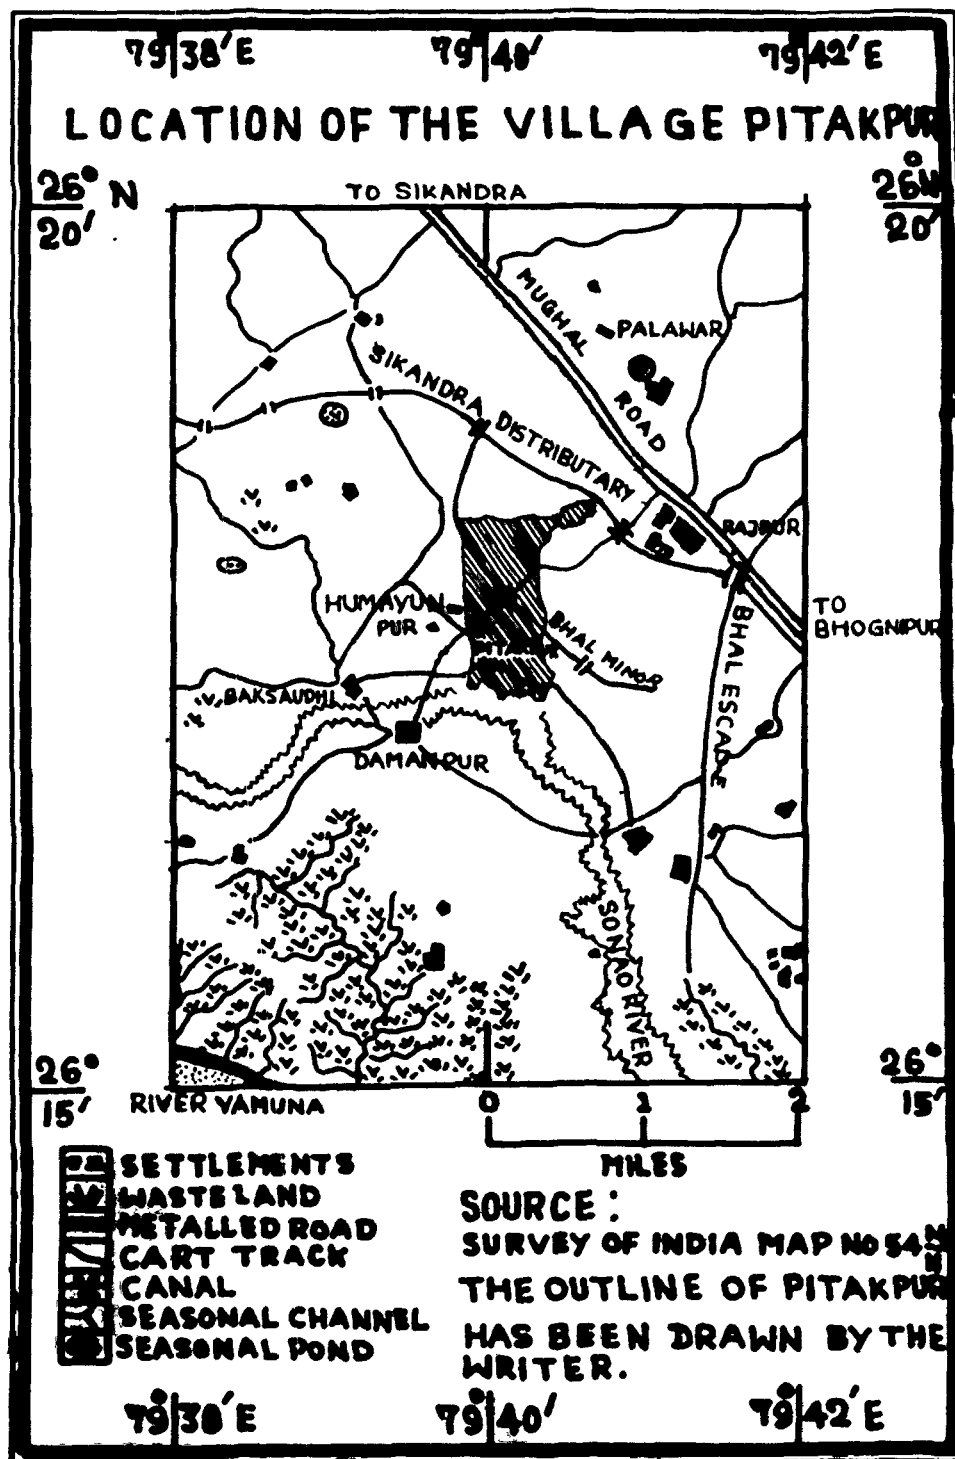 79°38'E
79°40'
79°42'E
LOCATION OF THE VILLAGE PITAKPUR
26° N
20'
26°N
20'
TO SIKANDRA
MUGHAL ROAD
PALAWAR
SIKANDRA DISTRIBUTARY
RAJPUR
HUMAYUN
PUR
BHAL MINOR
TO
BHOGNIPUR
BHAL ESCADE
BAKSAUDHI
DAMANPUR
SONAO RIVER
26°
15'
26°
15'
RIVER YAMUNA
0 1 2
MILES
SETTLEMENTS
WASTELAND
METALLED ROAD
CART TRACK
CANAL
SEASONAL CHANNEL
SEASONAL POND
SOURCE :
SURVEY OF INDIA MAP NO 54
THE OUTLINE OF PITAKPUR
HAS BEEN DRAWN BY THE
WRITER.
79°38'E
79°40'
79°42'E